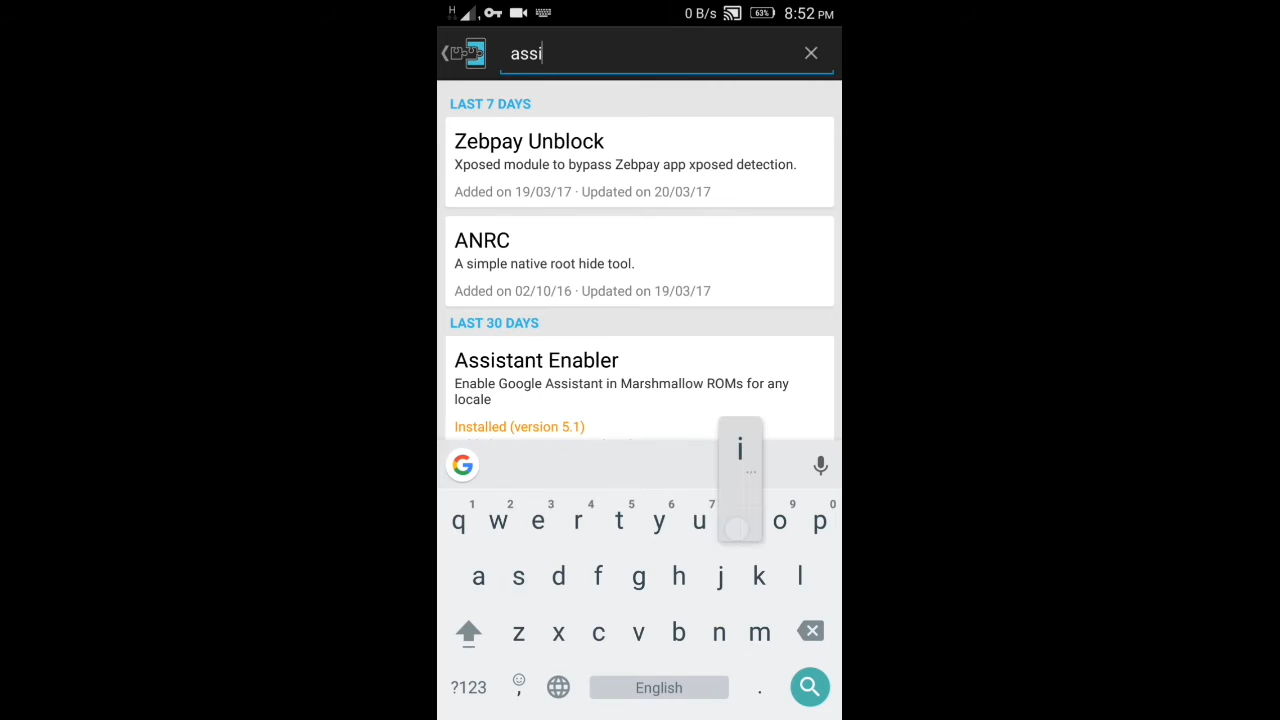 H 0 B/s 63% 8:52 PM
assi
LAST 7 DAYS
Zebpay Unblock
Xposed module to bypass Zebpay app xposed detection.
Added on 19/03/17 · Updated on 20/03/17
ANRC
A simple native root hide tool.
Added on 02/10/16 · Updated on 19/03/17
LAST 30 DAYS
Assistant Enabler
Enable Google Assistant in Marshmallow ROMs for any
locale
Installed (version 5.1)
i
...
1 2 3 4 5 6 7 9 0
q w e r t y u o p
a s d f g h j k l
z x c v b n m
?123 , English .